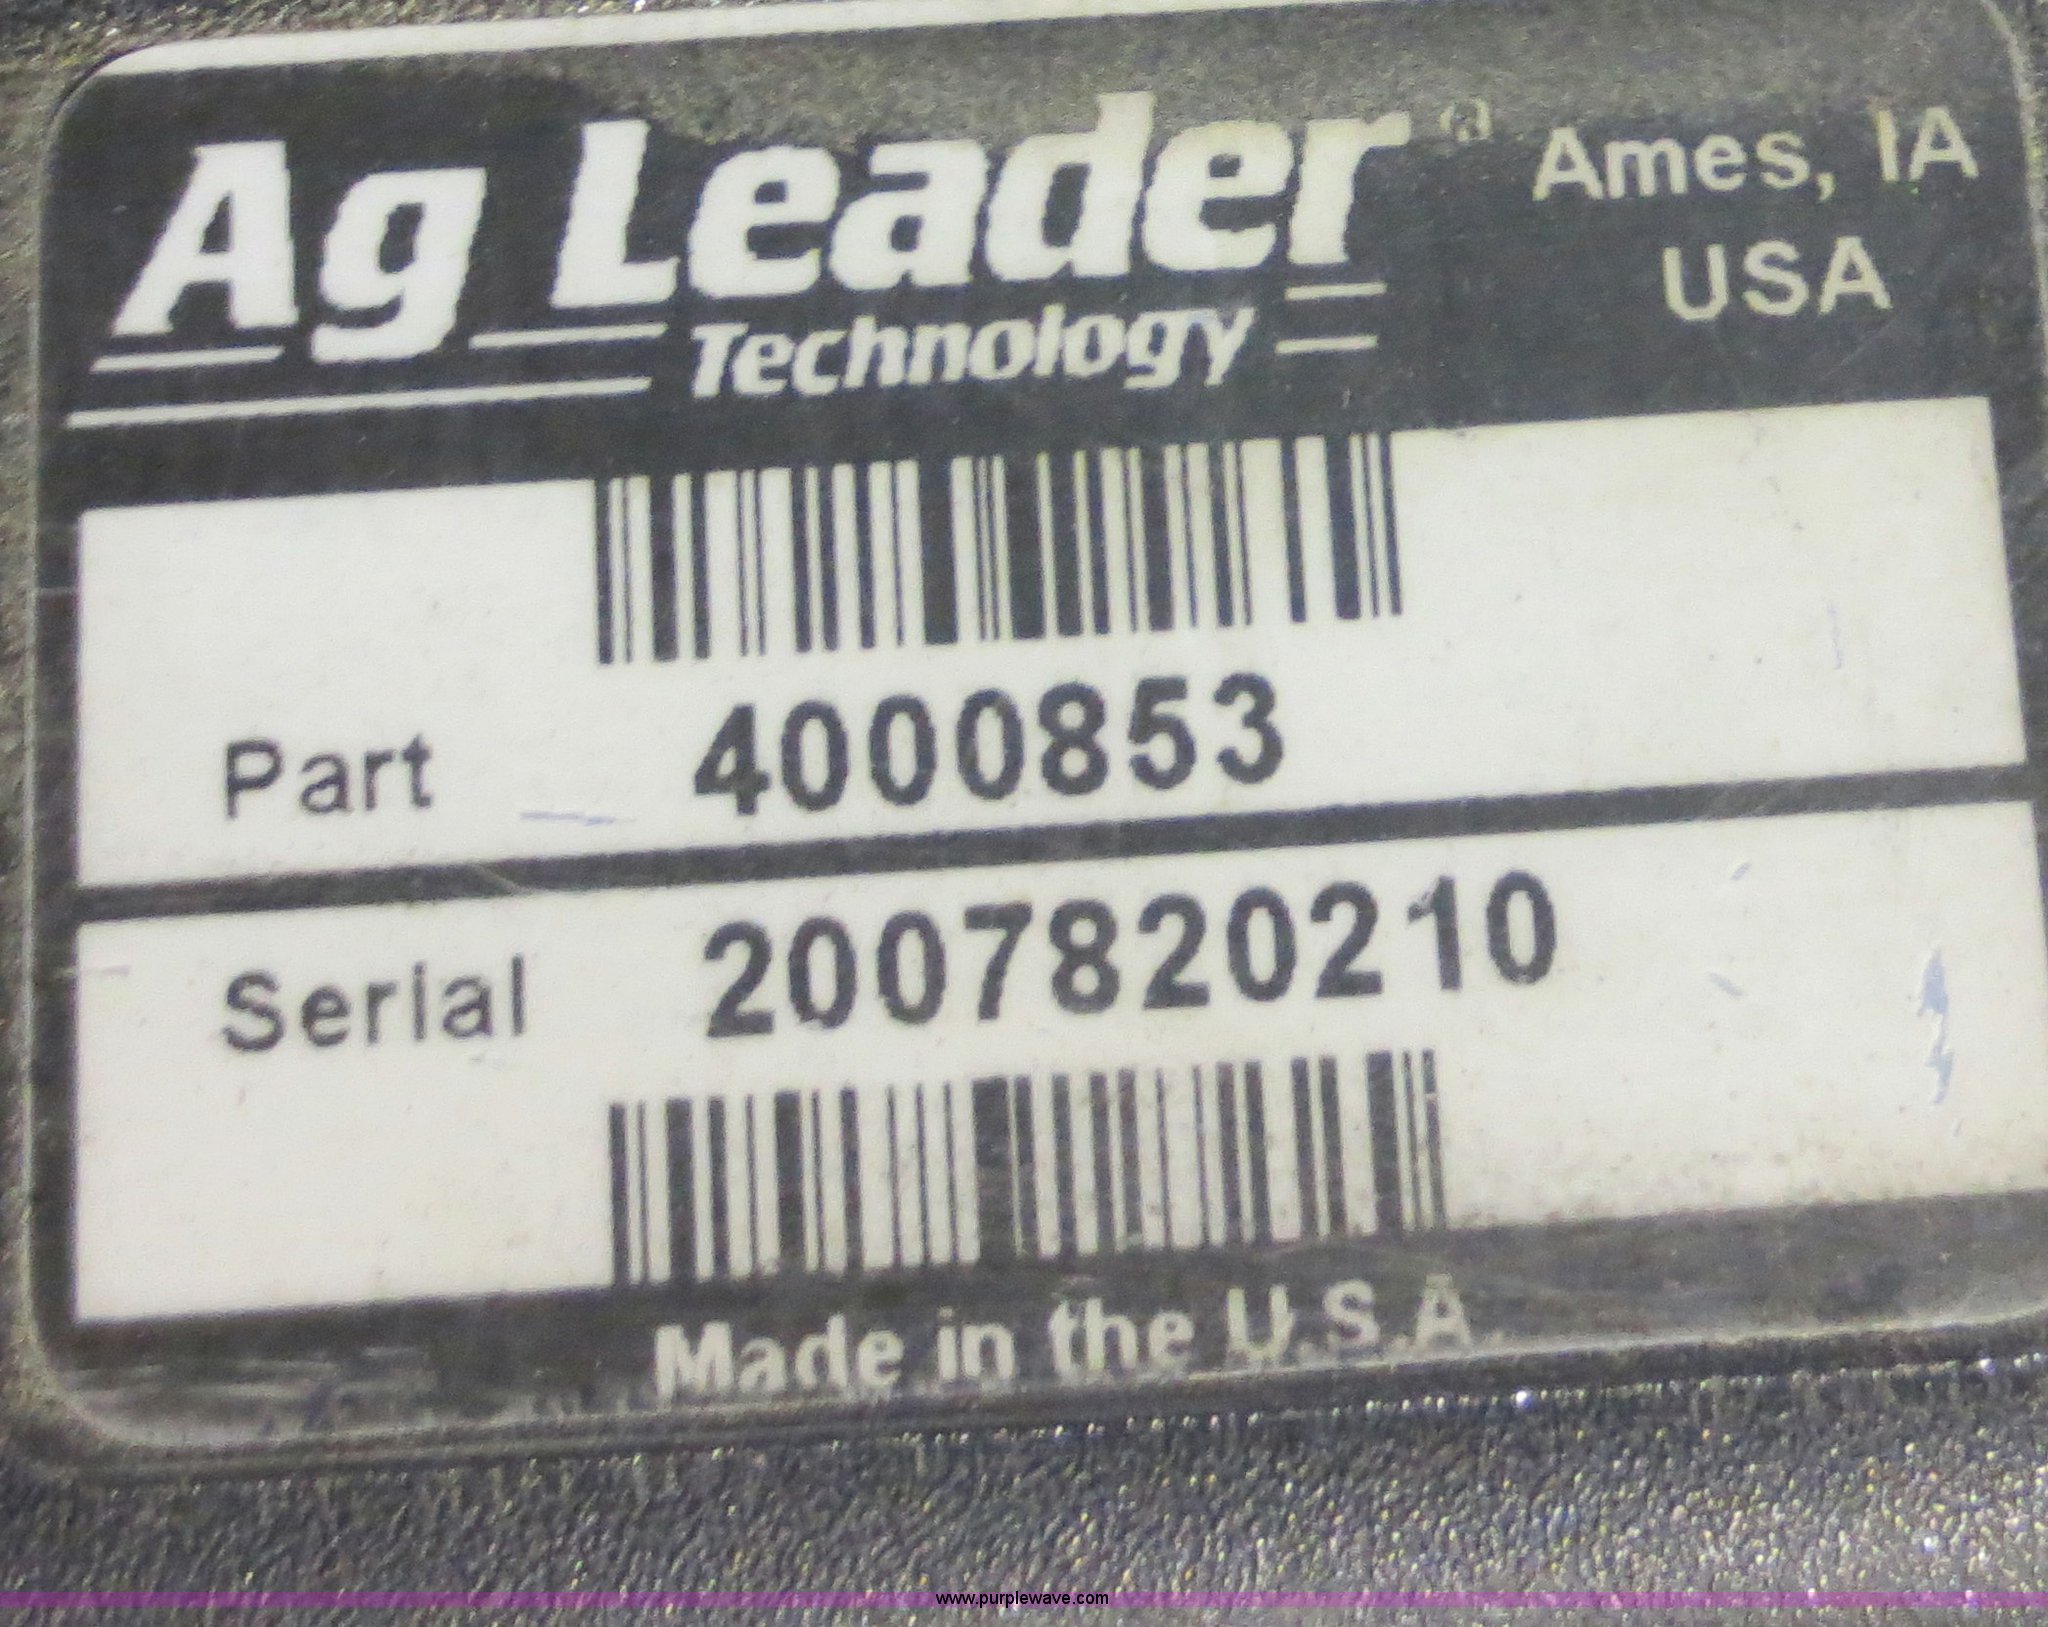 Ag Leader® Ames, IA
Technology USA
Part 4000853
Serial 2007820210
Made in the U.S.A.
www.purplewave.com